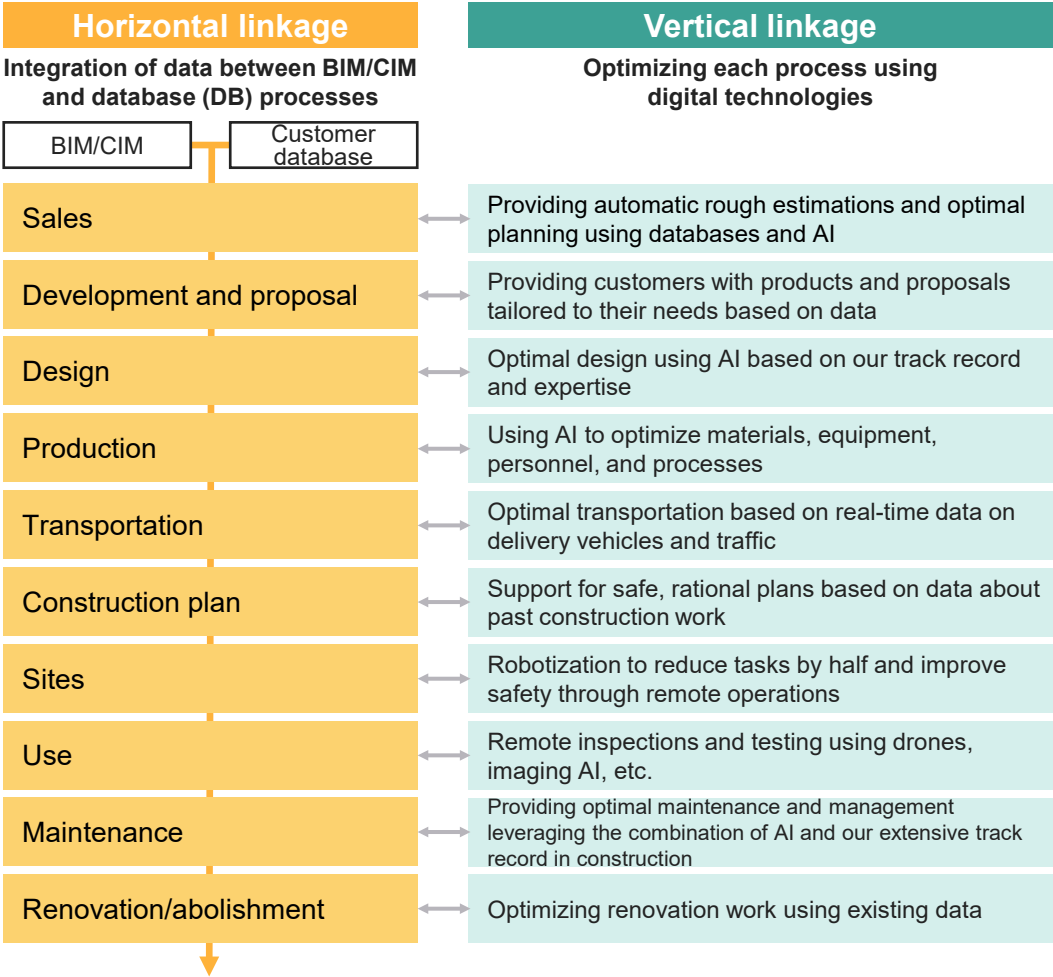 Horizontal linkage
Vertical linkage
Integration of data between BIM/CIM
and database (DB) processes
Optimizing each process using
digital technologies
BIM/CIM
Customer
database
Sales
Providing automatic rough estimations and optimal
planning using databases and AI
Development and proposal
Providing customers with products and proposals
tailored to their needs based on data
Design
Optimal design using AI based on our track record
and expertise
Production
Using AI to optimize materials, equipment,
personnel, and processes
Transportation
Optimal transportation based on real-time data on
delivery vehicles and traffic
Construction plan
Support for safe, rational plans based on data about
past construction work
Sites
Robotization to reduce tasks by half and improve
safety through remote operations
Use
Remote inspections and testing using drones,
imaging AI, etc.
Maintenance
Providing optimal maintenance and management
leveraging the combination of AI and our extensive track
record in construction
Renovation/abolishment
Optimizing renovation work using existing data